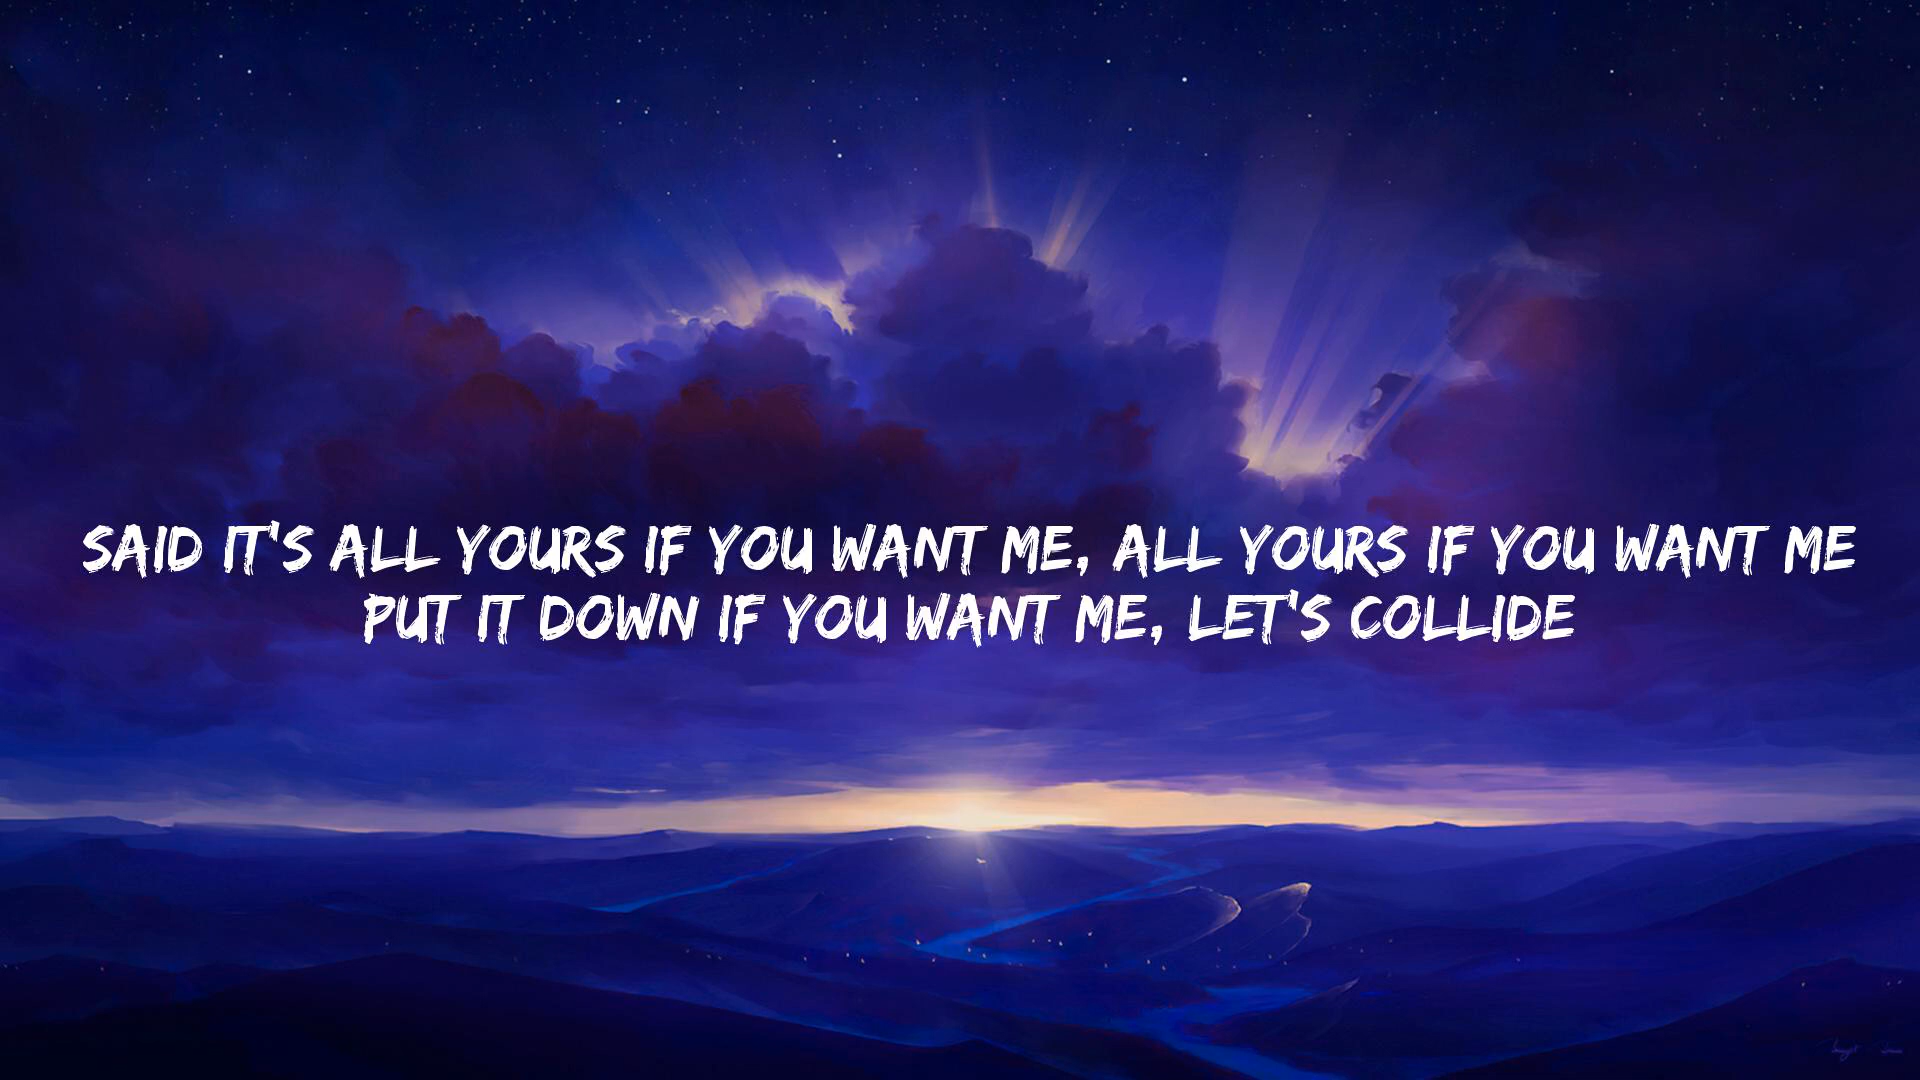 SAID IT'S ALL YOURS IF YOU WANT ME, ALL YOURS IF YOU WANT ME
PUT IT DOWN IF YOU WANT ME, LET'S COLLIDE